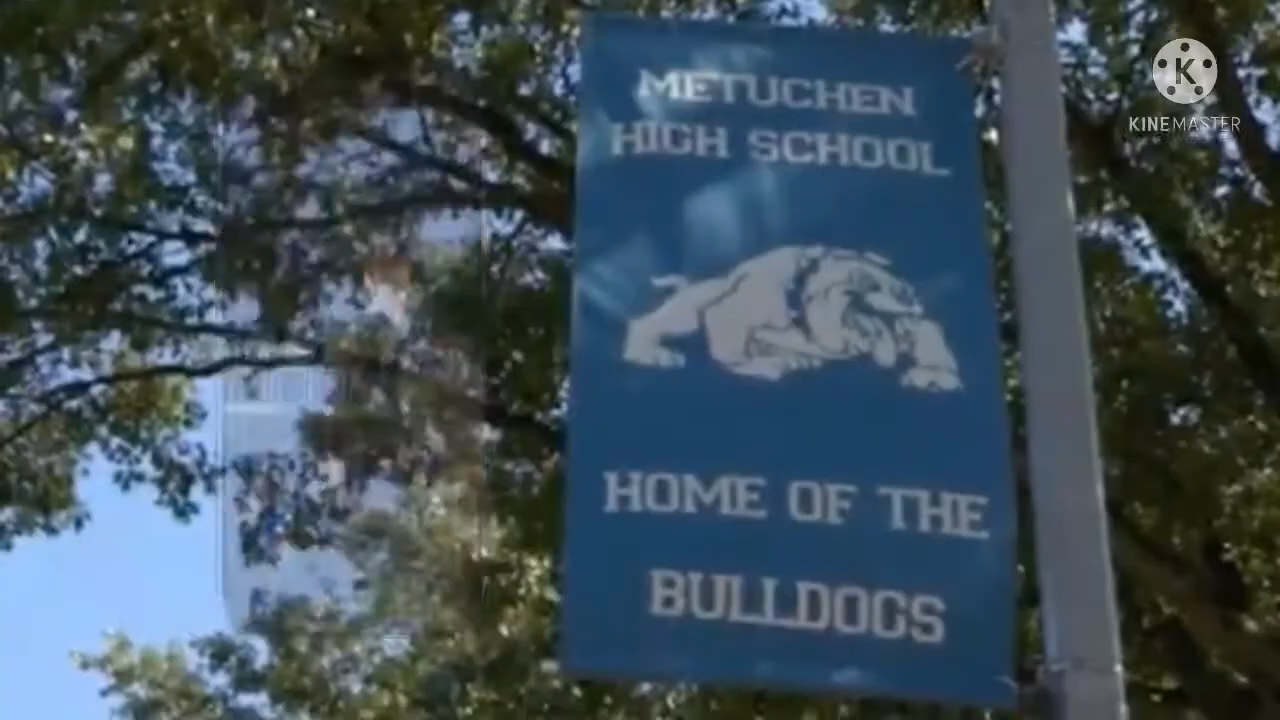 METUCHEN
HIGH SCHOOL
HOME OF THE
BULLDOGS
K
KINEMASTER